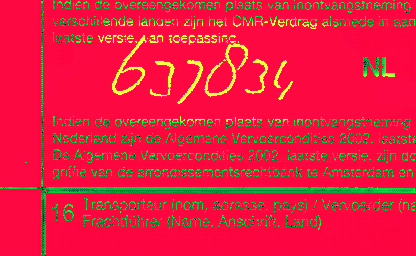 Indien de overeengekomen plaats van inontvangstneming
verschillende landen zijn het CMR-Verdrag alsmede in aan
laatste versie, van toepassing.
637834
NL
Indien de overeengekomen plaats van inontvangstneming
Nederland zijn de Algemene Vervoercondities 2002, laatste
De Algemene Vervoercondities 2002, laatste versie, zijn do
griffie van de arrondissementsrechtbank te Amsterdam en
16 Transporteur (nom, adresse, pays) / Vervoerder (na
Frachtführer (Name, Anschrift, Land)